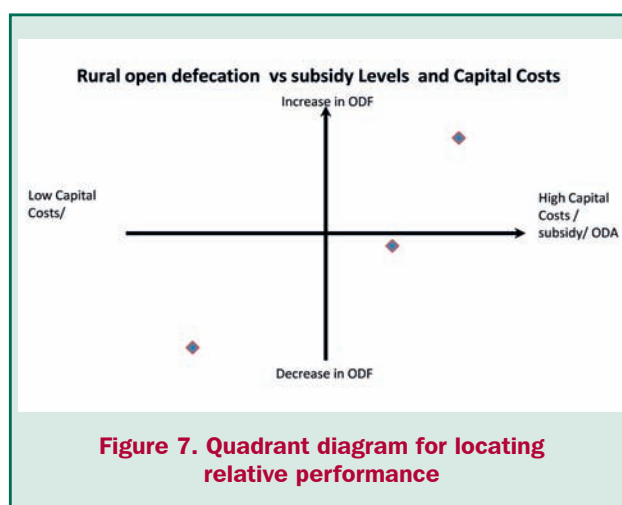 Rural open defecation vs subsidy Levels and Capital Costs
Increase in ODF
Low Capital
Costs/
High Capital
Costs /
subsidy/ ODA
Decrease in ODF
Figure 7. Quadrant diagram for locating
relative performance